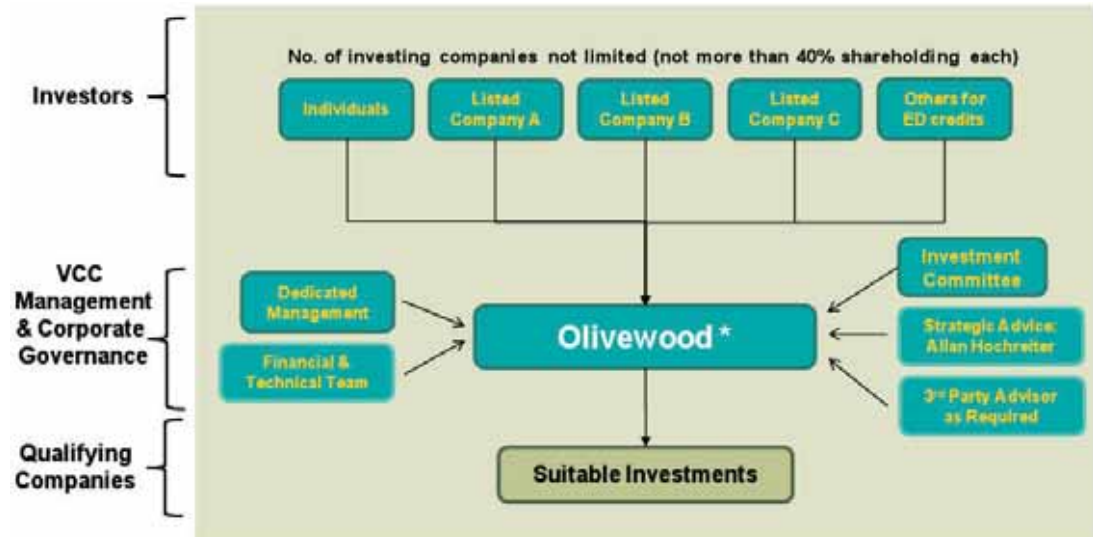 No. of investing companies not limited (not more than 40% shareholding each)
Investors
Individuals
Listed
Company A
Listed
Company B
Listed
Company C
Others for
ED credits
VCC
Management
& Corporate
Governance
Dedicated
Management
Financial &
Technical Team
Olivewood *
Investment
Committee
Strategic Advice:
Allan Hochreiter
3rd Party Advisor
as Required
Qualifying
Companies
Suitable Investments